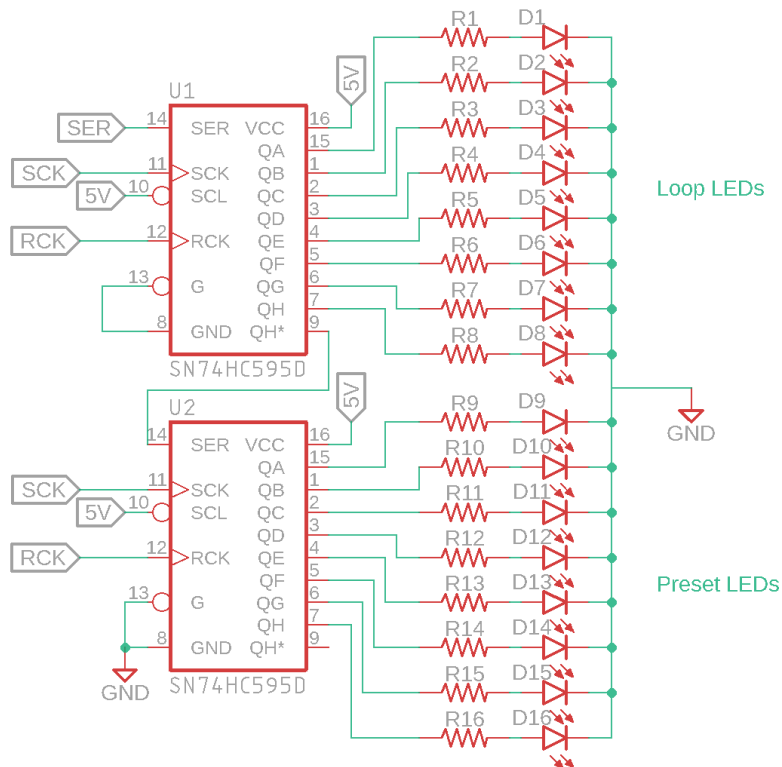 U1
SER 14 SER VCC 16 5V
QA 15
SCK 11 SCK QB 1
5V 10 SCL QC 2
QD 3
RCK 12 RCK QE 4
QF 5
13 G QG 6
QH 7
8 GND QH* 9
SN74HC595D
R1 D1
R2 D2
R3 D3
R4 D4
R5 D5
R6 D6
R7 D7
R8 D8
Loop LEDs
GND
U2
14 SER VCC 16 5V
QA 15
SCK 11 SCK QB 1
5V 10 SCL QC 2
QD 3
RCK 12 RCK QE 4
QF 5
13 G QG 6
QH 7
8 GND QH* 9
GND
SN74HC595D
R9 D9
R10 D10
R11 D11
R12 D12
R13 D13
R14 D14
R15 D15
R16 D16
Preset LEDs